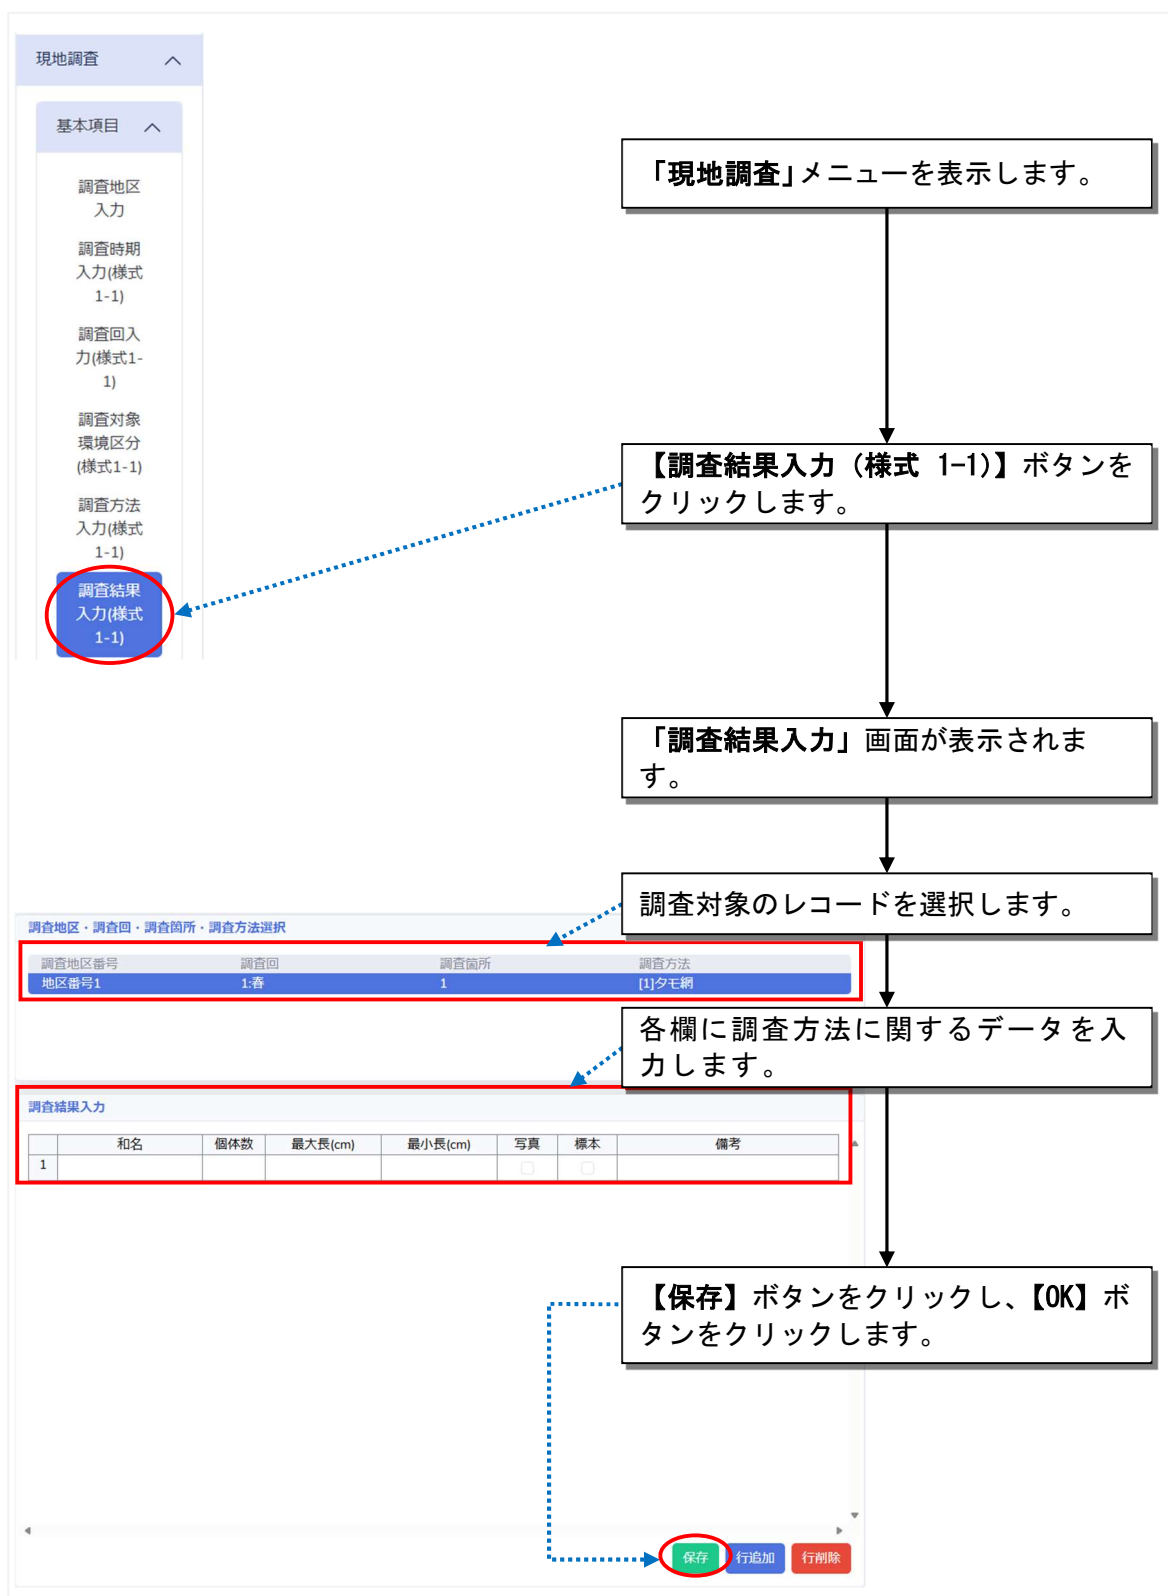 現地調査
基本項目
調査地区
入力
調査時期
入力(様式
1-1)
調査回入
力(様式1-
1)
調査対象
環境区分
(様式1-1)
調査方法
入力(様式
1-1)
調査結果
入力(様式
1-1)
「現地調査」メニューを表示します。
【調査結果入力（様式 1-1)】ボタンを
クリックします。
「調査結果入力」画面が表示されま
す。
調査対象のレコードを選択します。
調査地区・調査回・調査箇所・調査方法選択
調査地区番号 調査回 調査箇所 調査方法
地区番号1 1:春 1 [1]タモ網
各欄に調査方法に関するデータを入
力します。
調査結果入力
和名 個体数 最大長(cm) 最小長(cm) 写真 標本 備考
1
【保存】ボタンをクリックし、【OK】ボ
タンをクリックします。
保存 行追加 行削除